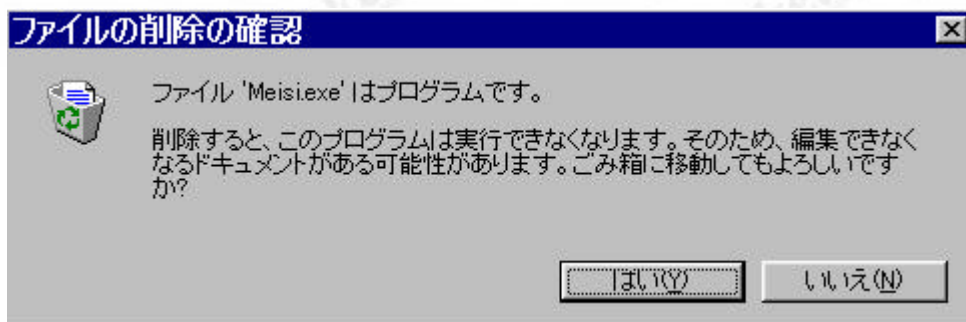 ファイルの削除の確認
ファイル 'Meisi.exe' はプログラムです。
削除すると、このプログラムは実行できなくなります。そのため、編集できなく
なるドキュメントがある可能性があります。ごみ箱に移動してもよろしいです
か?
はい(Y)
いいえ(N)